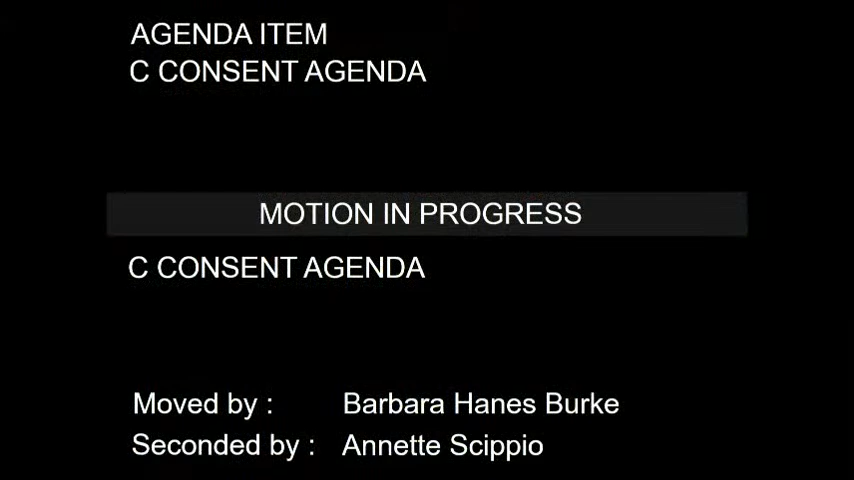 AGENDA ITEM
C CONSENT AGENDA
MOTION IN PROGRESS
C CONSENT AGENDA
Moved by : Barbara Hanes Burke
Seconded by : Annette Scippio